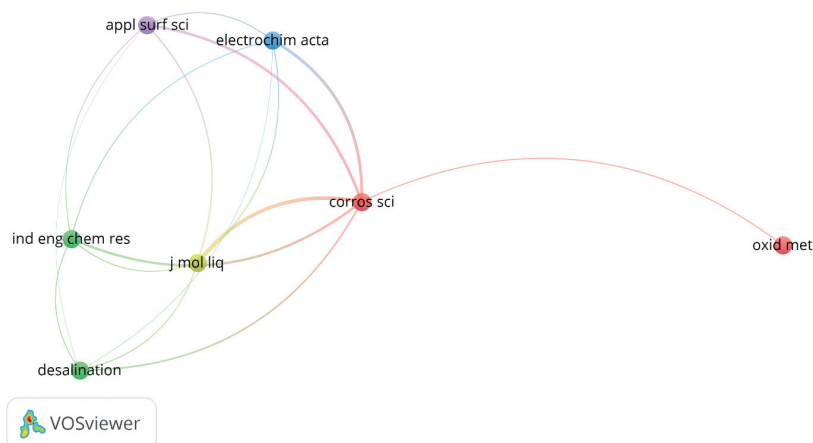 appl surf sci
electrochim acta
corros sci
ind eng chem res
oxid met
j mol liq
desalination
VOSviewer